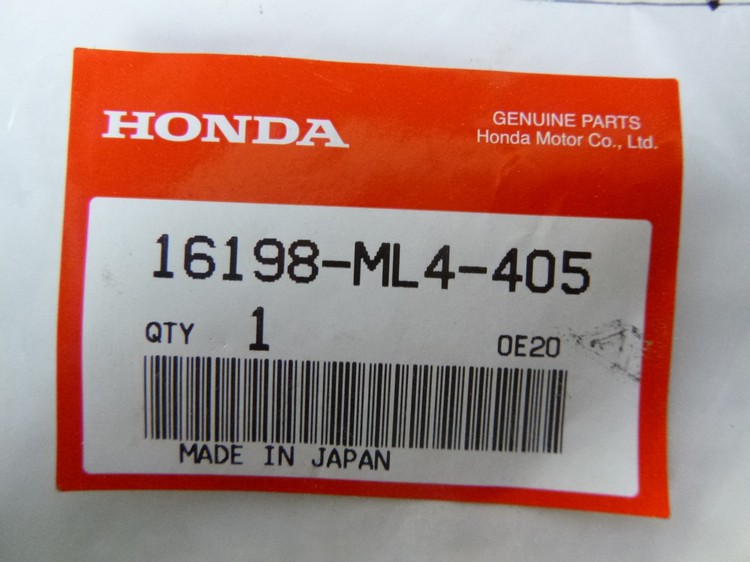 HONDA
GENUINE PARTS
Honda Motor Co., Ltd.
16198-ML4-405
QTY 1 0E20
MADE IN JAPAN